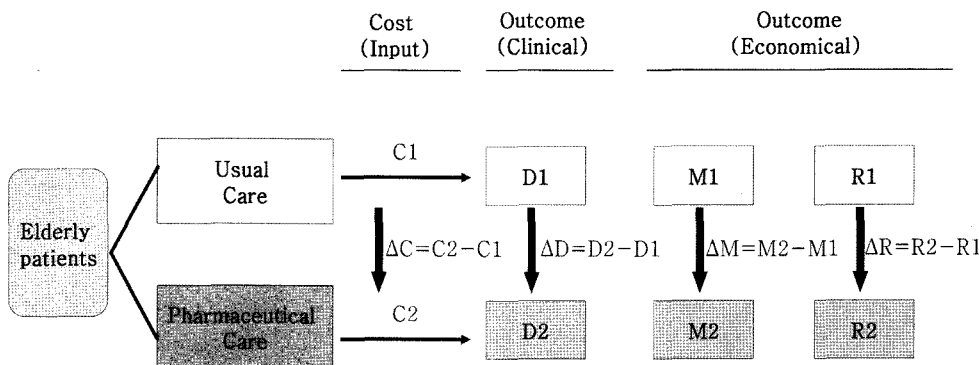 Cost
(Input)
Outcome
(Clinical)
Outcome
(Economical)
Elderly
patients
Usual
Care
C1
D1
M1
R1
ΔC=C2-C1
ΔD=D2-D1
ΔM=M2-M1
ΔR=R2-R1
Pharmaceutical
Care
C2
D2
M2
R2